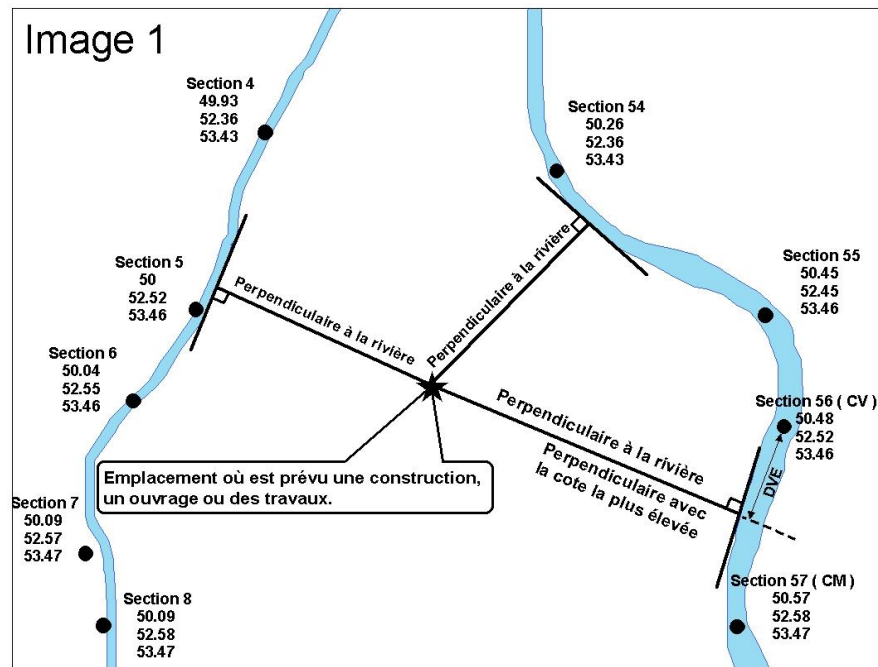 Image 1
Section 4
49.93
52.36
53.43
Section 54
50.26
52.36
53.43
Section 5
50
52.52
53.46
Section 55
50.45
52.45
53.46
Perpendiculaire à la rivière
Perpendiculaire à la rivière
Section 6
50.04
52.55
53.46
Section 56 ( CV )
50.48
52.52
53.46
Perpendiculaire à la rivière
Perpendiculaire avec
la cote la plus élevée
DVE
Emplacement où est prévu une construction,
un ouvrage ou des travaux.
Section 7
50.09
52.57
53.47
Section 57 ( CM )
50.57
52.58
53.47
Section 8
50.09
52.58
53.47